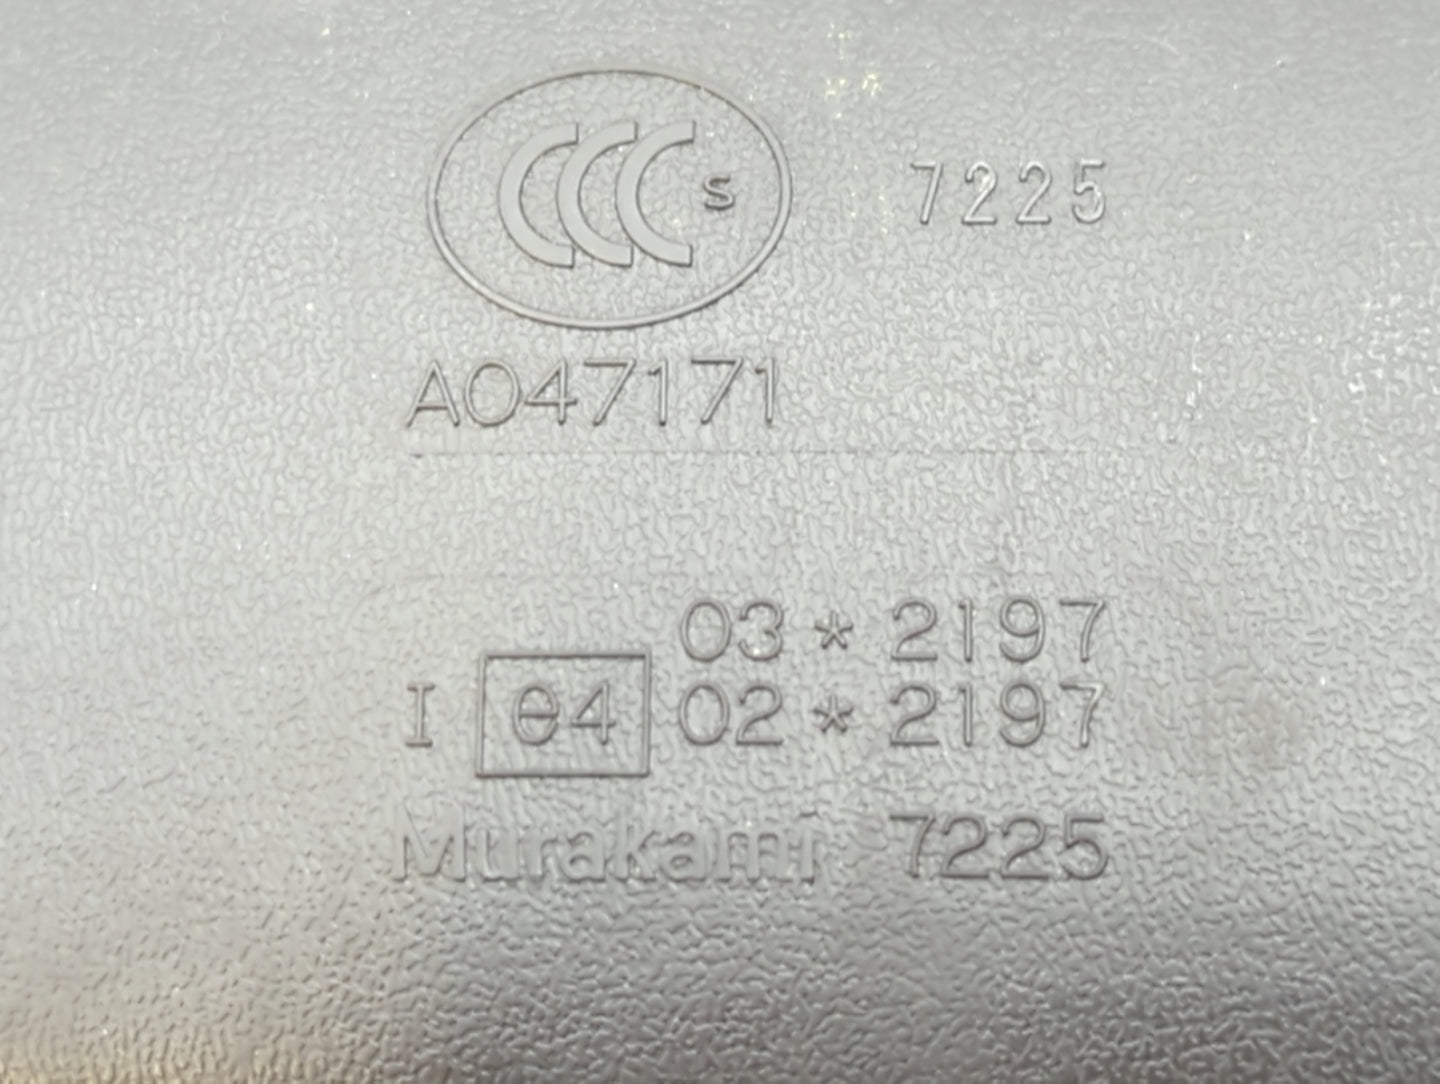 CCC S 7225
A047171
03*2197
I e4 02*2197
Murakami 7225